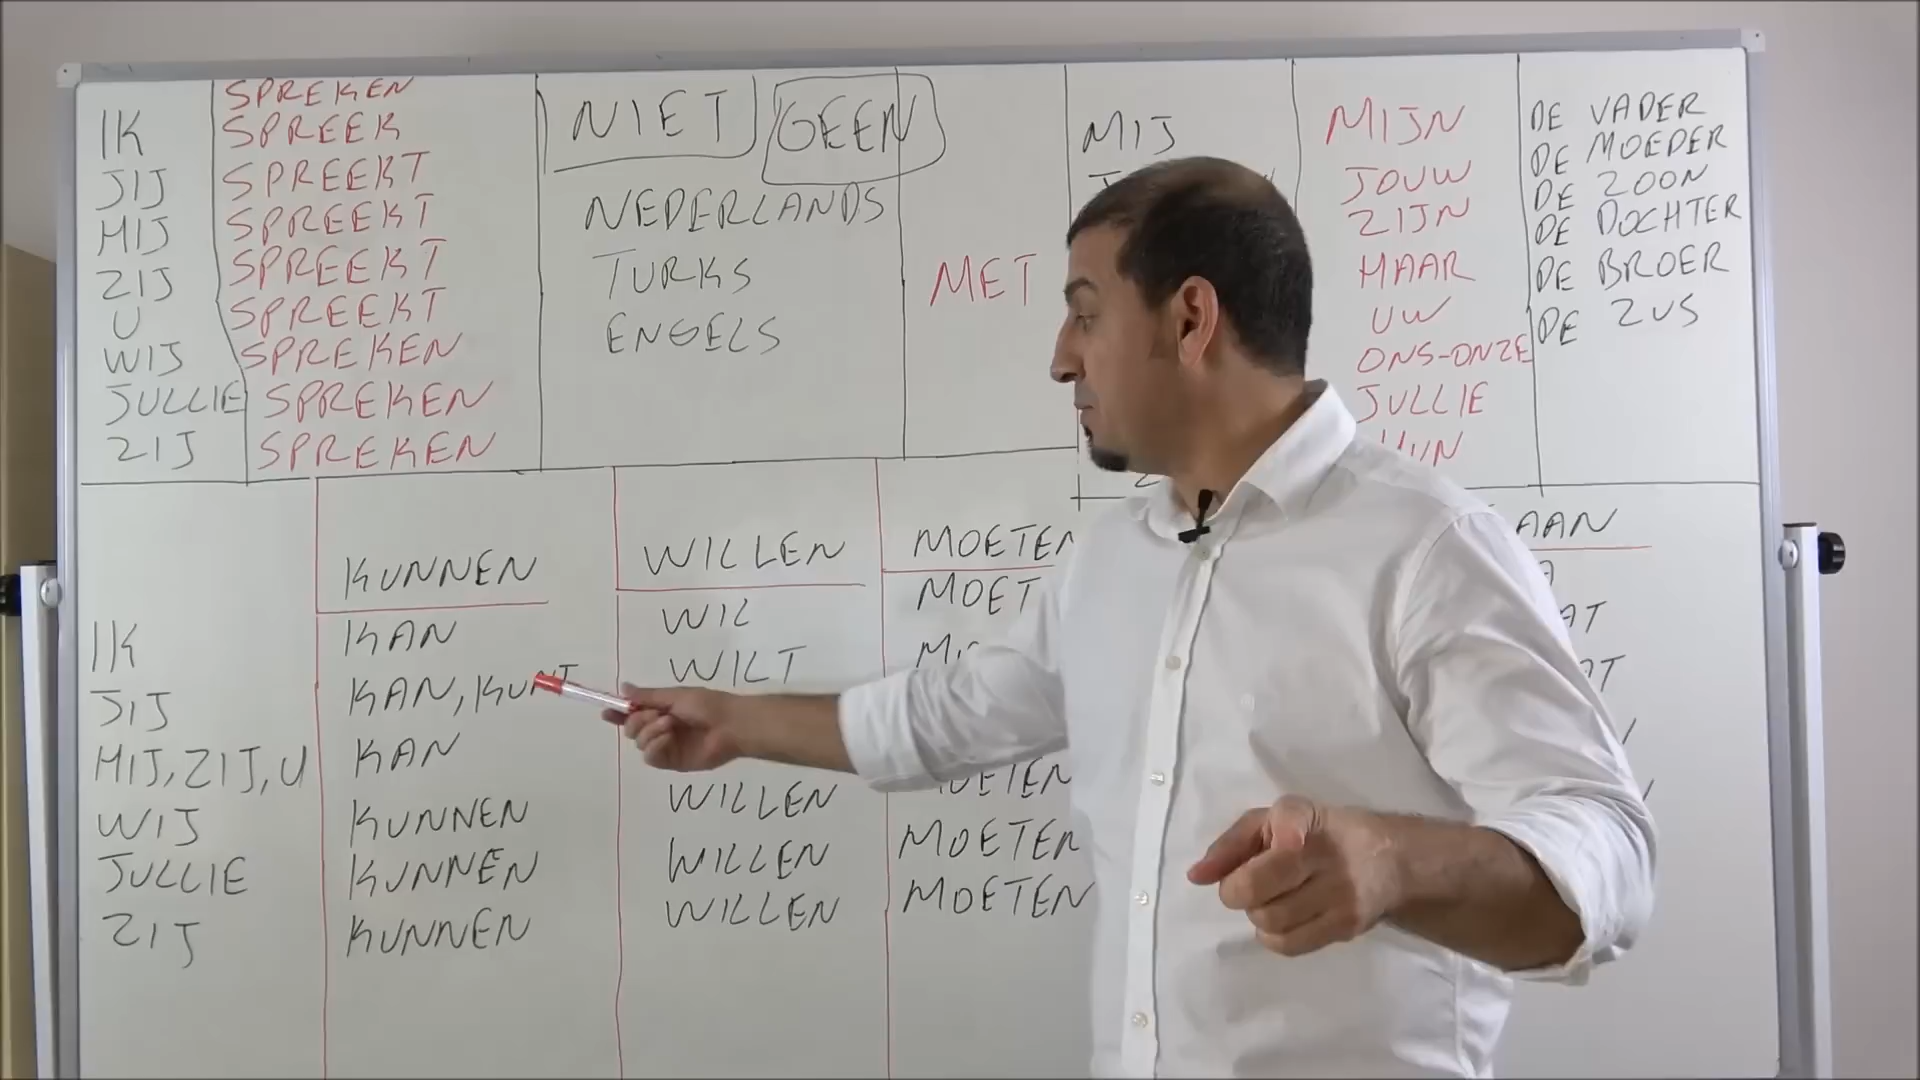 SPREKEN
IK SPREEK
JIJ SPREEKT
HIJ SPREEKT
ZIJ SPREEKT
U SPREEKT
WIJ SPREKEN
JULLIE SPREKEN
ZIJ SPREKEN
NIET GEEN
NEDERLANDS
TURKS
ENGELS
MET
MIJ
MIJN
JOUW
ZIJN
HAAR
UW
ONS-ONZE
JULLIE
DE VADER
DE MOEDER
DE ZOON
DE DOCHTER
DE BROER
DE ZUS
IK
JIJ
HIJ, ZIJ, U
WIJ
JULLIE
ZIJ
KUNNEN
KAN
KAN, KUNT
KAN
KUNNEN
KUNNEN
KUNNEN
WILLEN
WIL
WILT
WILLEN
WILLEN
WILLEN
MOETEN
MOET
MOETEN
MOETEN